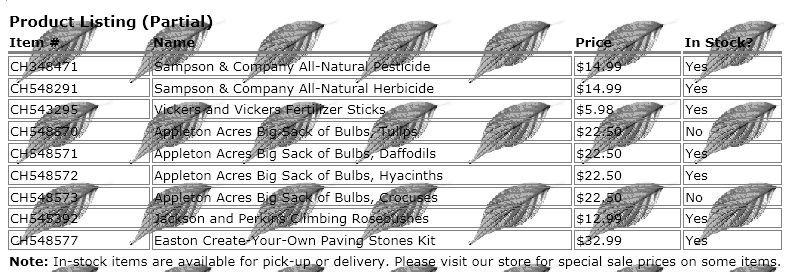 Product Listing (Partial)
Item # Name Price In Stock?
CH348471 Sampson & Company All-Natural Pesticide $14.99 Yes
CH548291 Sampson & Company All-Natural Herbicide $14.99 Yes
CH543295 Vickers and Vickers Fertilizer Sticks $5.98 Yes
CH548570 Appleton Acres Big Sack of Bulbs, Tulips $22.50 No
CH548571 Appleton Acres Big Sack of Bulbs, Daffodils $22.50 Yes
CH548572 Appleton Acres Big Sack of Bulbs, Hyacinths $22.50 Yes
CH548573 Appleton Acres Big Sack of Bulbs, Crocuses $22.50 No
CH545392 Jackson and Perkins Climbing Rosebushes $12.99 Yes
CH548577 Easton Create-Your-Own Paving Stones Kit $32.99 Yes
Note: In-stock items are available for pick-up or delivery. Please visit our store for special sale prices on some items.